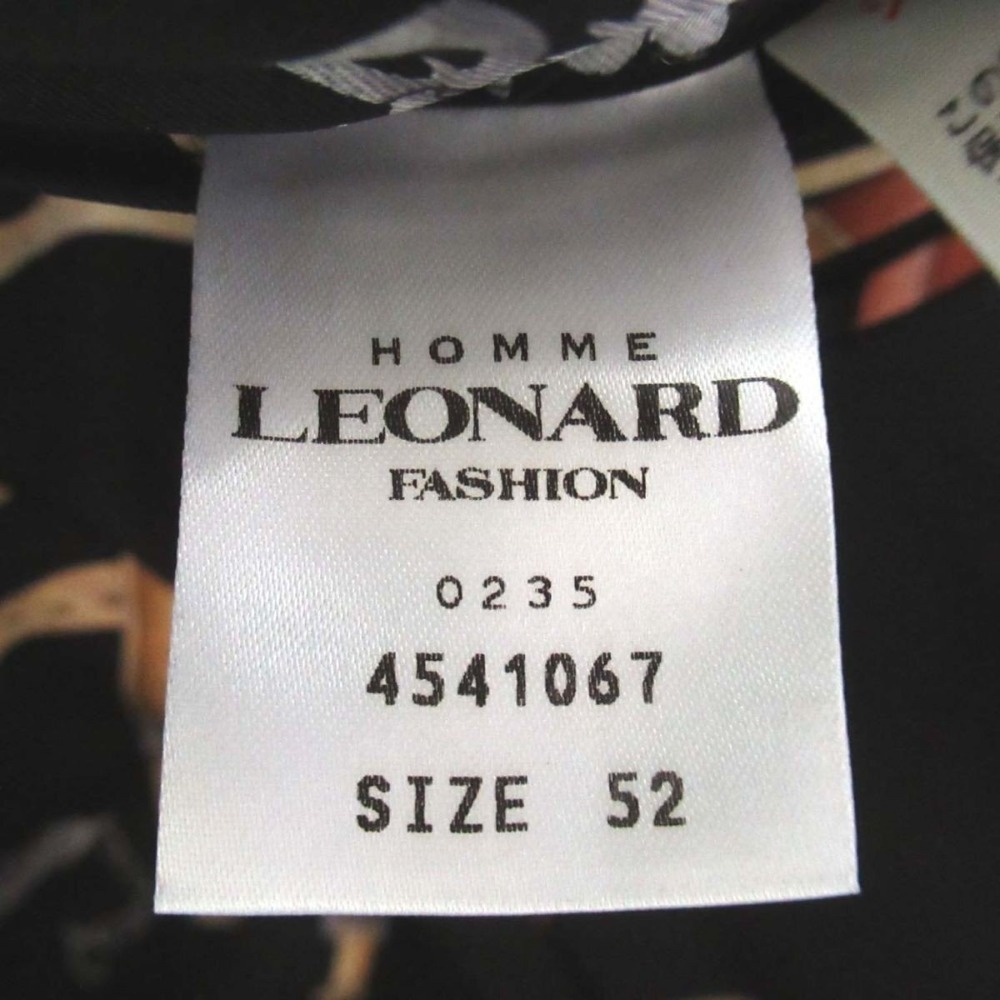 HOMME
LEONARD
FASHION
0235
4541067
SIZE 52